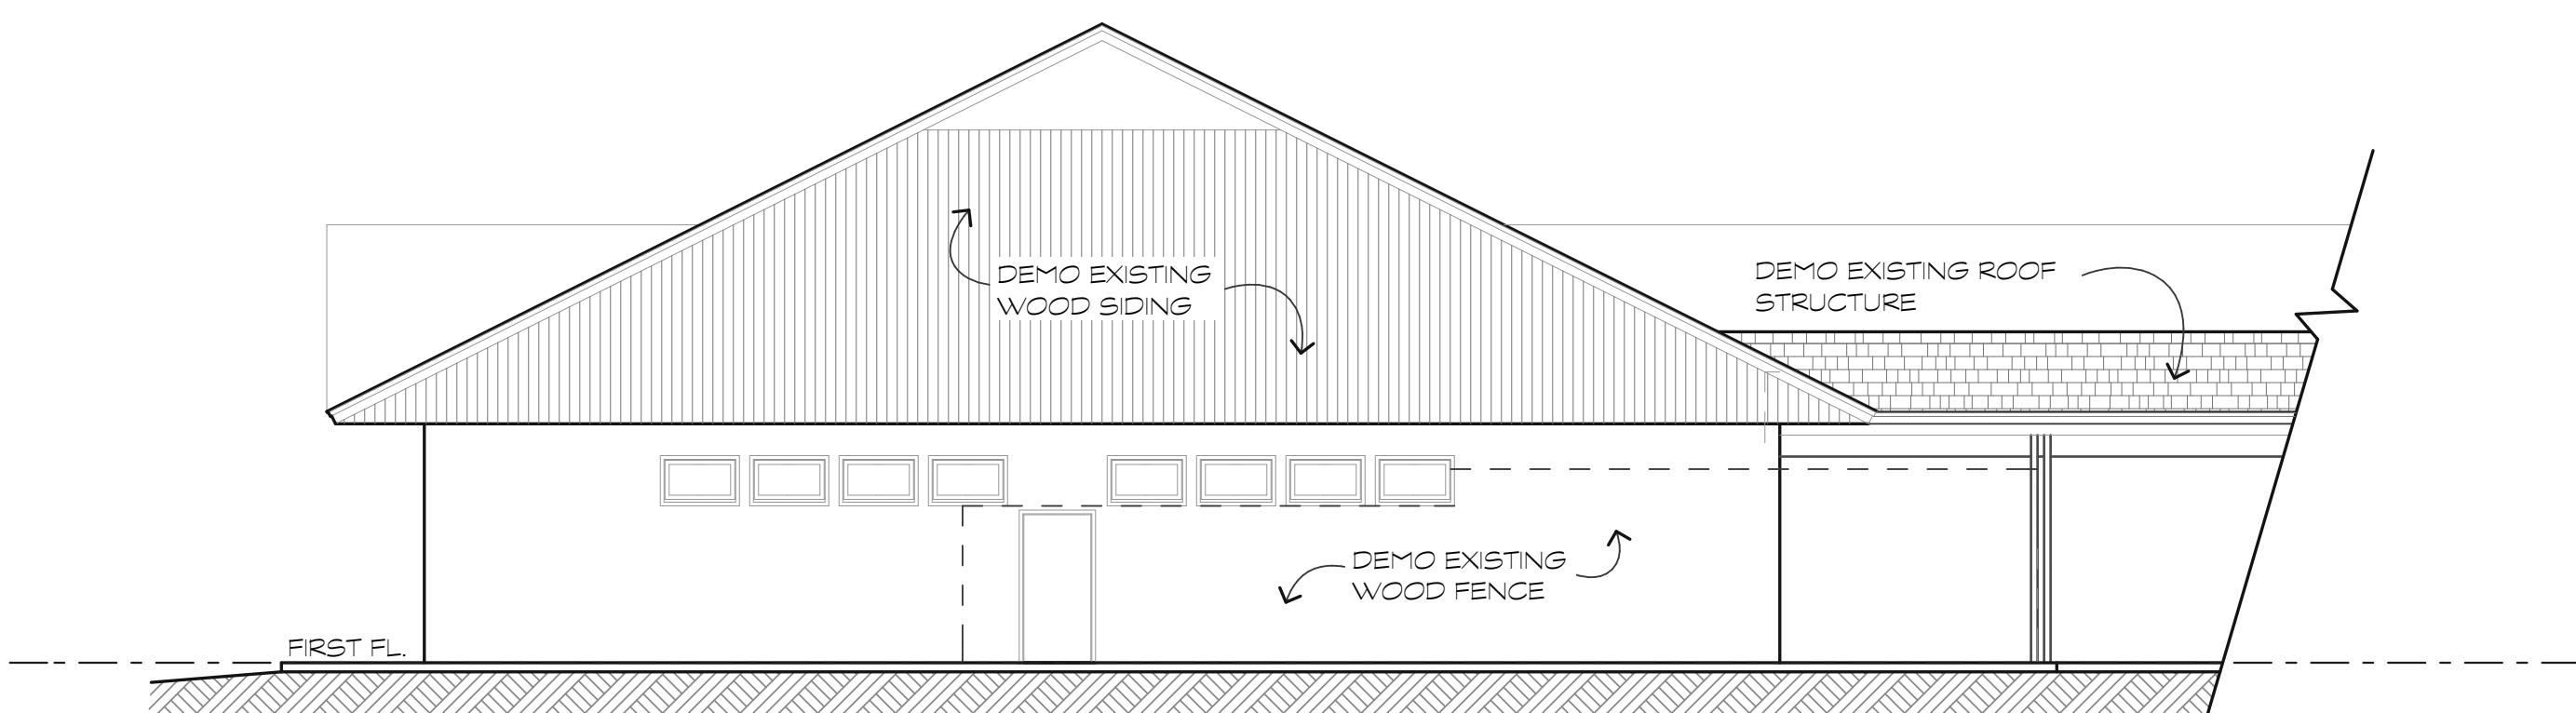 DEMO EXISTING
WOOD SIDING
DEMO EXISTING ROOF
STRUCTURE
DEMO EXISTING
WOOD FENCE
FIRST FL.